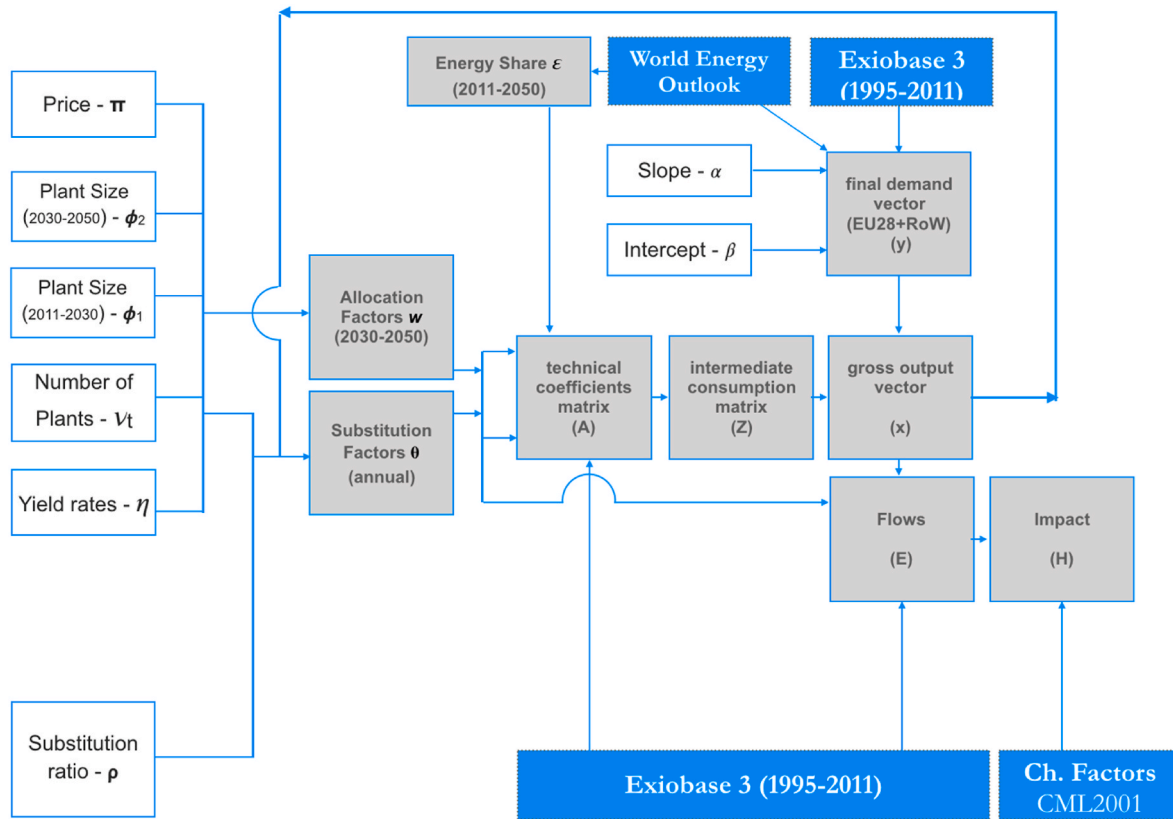 Price - π
Plant Size
(2030-2050) - ϕ2
Plant Size
(2011-2030) - ϕ1
Number of
Plants - νt
Yield rates - η
Substitution
ratio - ρ
Allocation
Factors w
(2030-2050)
Substitution
Factors θ
(annual)
Energy Share ε
(2011-2050)
World Energy
Outlook
Exiobase 3
(1995-2011)
Slope - α
Intercept - β
final demand
vector
(EU28+RoW)
(y)
technical
coefficients
matrix
(A)
intermediate
consumption
matrix
(Z)
gross output
vector
(x)
Flows
(E)
Impact
(H)
Exiobase 3 (1995-2011)
Ch. Factors
CML2001